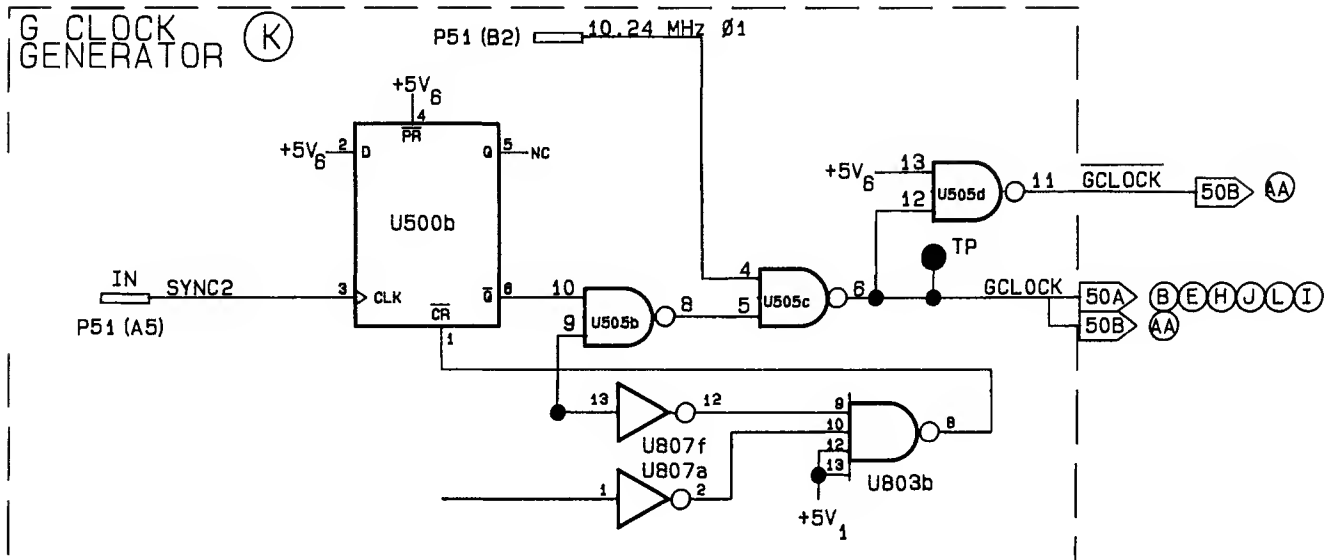 G CLOCK
GENERATOR
K
P51 (B2)
10.24 MHz Ø1
+5V6
4
PR
+5V6
2
D
Q
5
NC
U500b
IN
SYNC2
P51 (A5)
3
CLK
Q
6
CR
1
10
9
U505b
8
4
5
U505c
6
+5V6
13
12
U505d
11
GCLOCK
50B
AA
TP
GCLOCK
50A
B E H J L I
50B
AA
13
12
U807f
U807a
1
2
9
10
12
13
8
U803b
+5V1